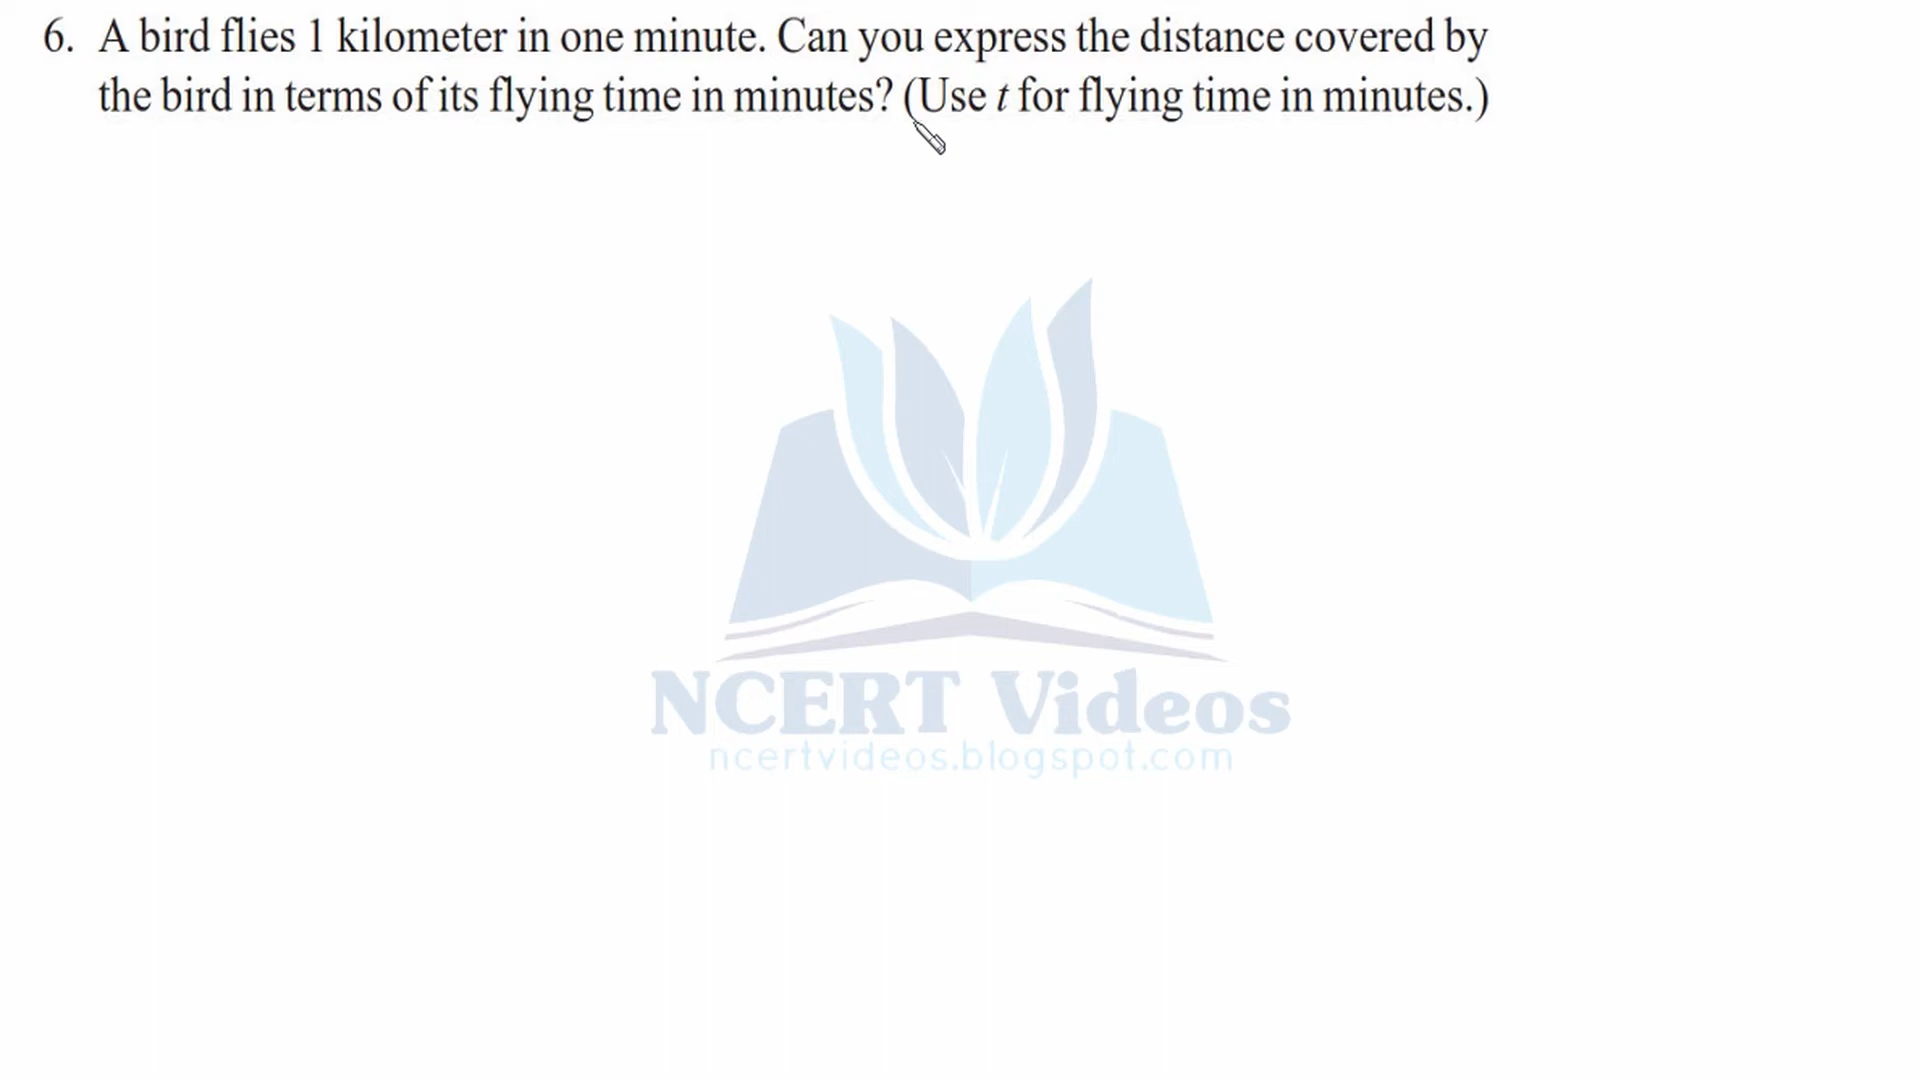 6. A bird flies 1 kilometer in one minute. Can you express the distance covered by
the bird in terms of its flying time in minutes? (Use t for flying time in minutes.)
NCERT Videos
ncertvideos.blogspot.com